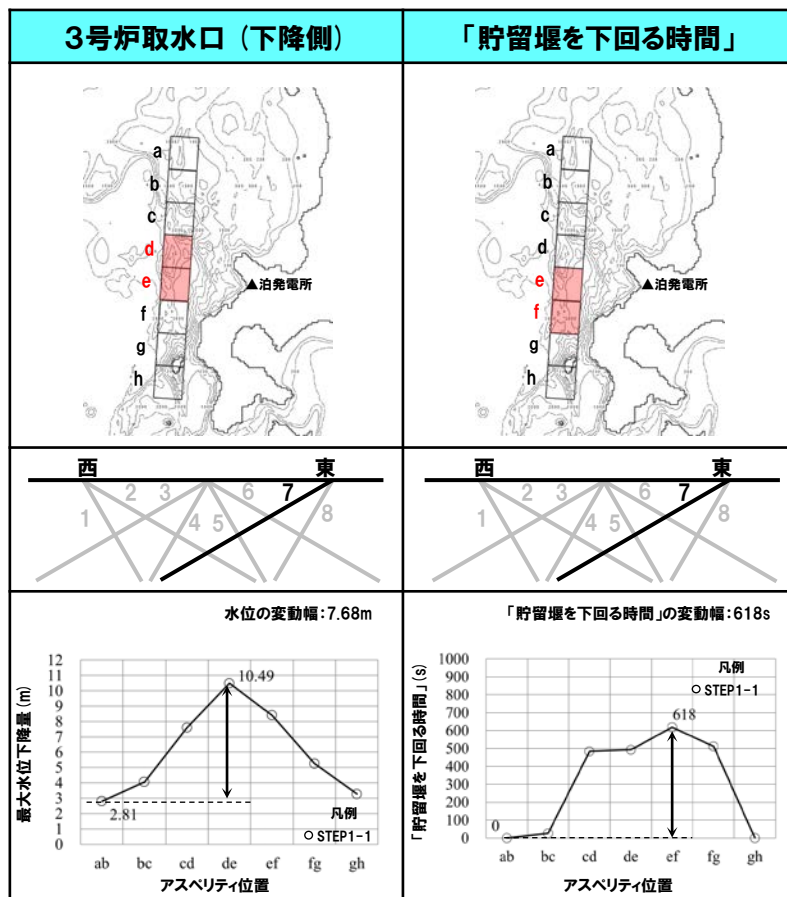 3号炉取水口（下降側）
「貯留堰を下回る時間」
a
b
c
d
e
f
g
h
▲泊発電所
a
b
c
d
e
f
g
h
▲泊発電所
西
東
1
2
3
4
5
6
7
8
西
東
1
2
3
4
5
6
7
8
水位の変動幅：7.68m
最大水位下降量（m）
12
11
10
9
8
7
6
5
4
3
2
1
0
10.49
2.81
凡例
○ STEP1-1
ab bc cd de ef fg gh
アスペリティ位置
「貯留堰を下回る時間」の変動幅：618s
「貯留堰を下回る時間」（s）
1000
900
800
700
600
500
400
300
200
100
0
凡例
○ STEP1-1
618
0
ab bc cd de ef fg gh
アスペリティ位置